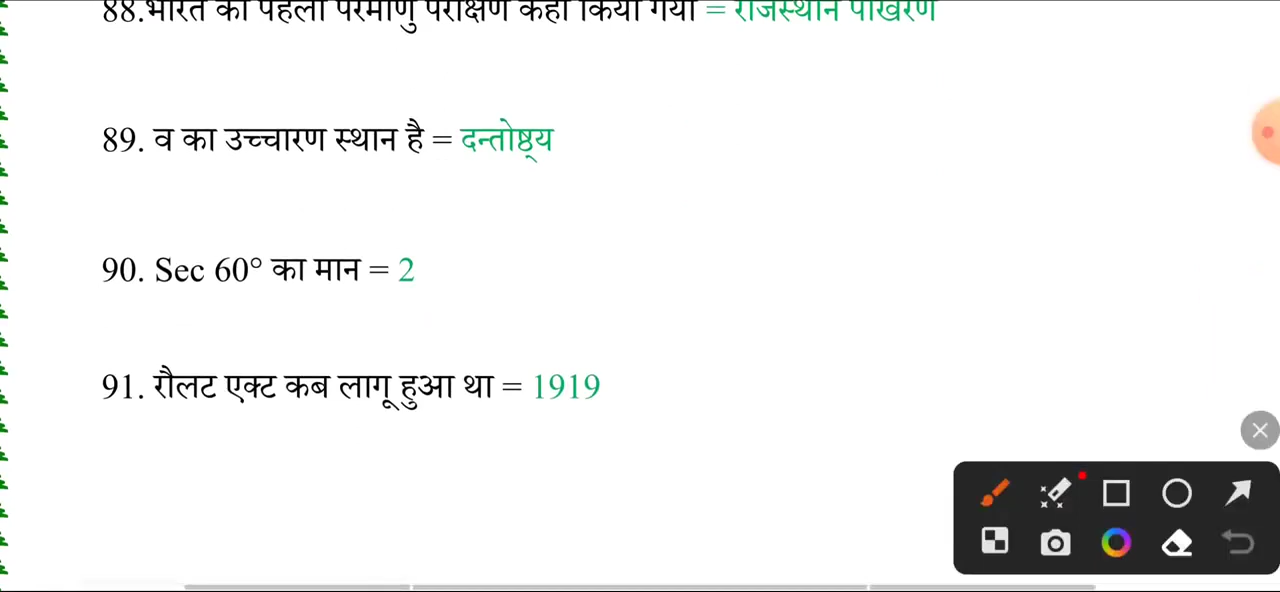 88.भारत का पहला परमाणु परीक्षण कहां किया गया = राजस्थान पोखरण
89. व का उच्चारण स्थान है = दन्तोष्ठ्य
90. Sec 60° का मान = 2
91. रौलट एक्ट कब लागू हुआ था = 1919